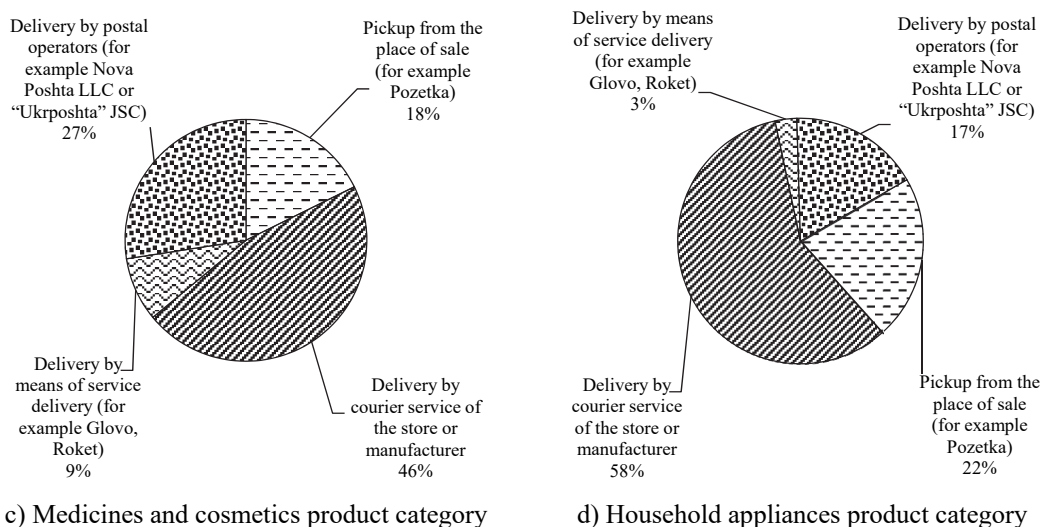 Delivery by postal
operators (for
example Nova
Poshta LLC or
“Ukrposhta” JSC)
27%
Pickup from the
place of sale
(for example
Pozetka)
18%
Delivery by
means of service
delivery (for
example Glovo,
Roket)
9%
Delivery by
courier service of
the store or
manufacturer
46%
c) Medicines and cosmetics product category
Delivery by means
of service delivery
(for example
Glovo, Roket)
3%
Delivery by postal
operators (for
example Nova
Poshta LLC or
“Ukrposhta” JSC)
17%
Delivery by
courier service
of the store or
manufacturer
58%
Pickup from the
place of sale
(for example
Pozetka)
22%
d) Household appliances product category